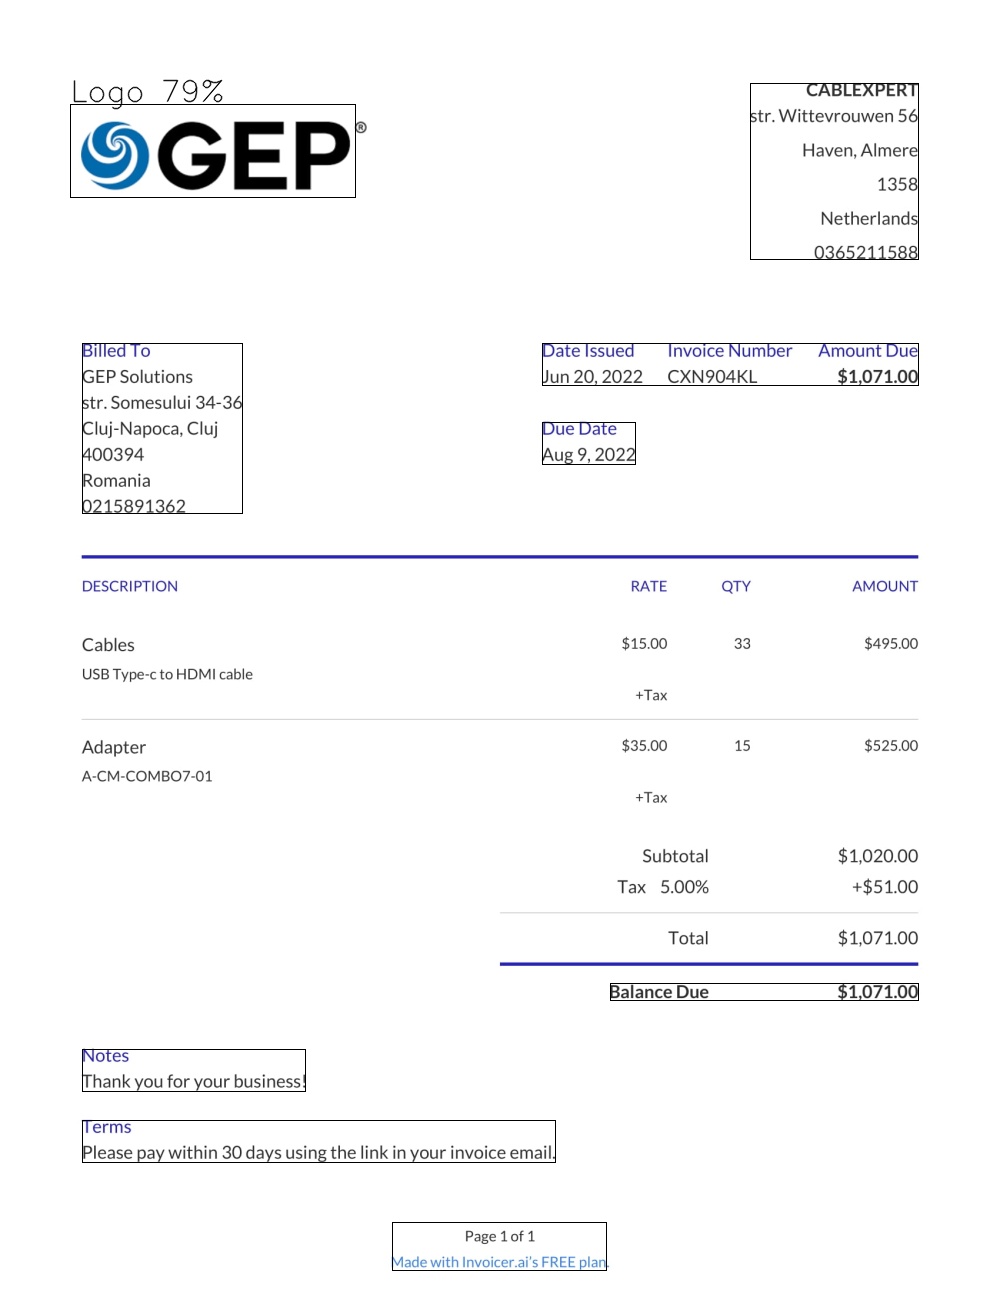 Logo 79%
GEP®
CABLEXPERT
str. Wittevrouwen 56
Haven, Almere
1358
Netherlands
0365211588
Billed To
GEP Solutions
str. Somesului 34-36
Cluj-Napoca, Cluj
400394
Romania
0215891362
Date Issued Invoice Number Amount Due
Jun 20, 2022 CXN904KL $1,071.00
Due Date
Aug 9, 2022
DESCRIPTION RATE QTY AMOUNT
Cables $15.00 33 $495.00
USB Type-c to HDMI cable
+Tax
Adapter $35.00 15 $525.00
A-CM-COMBO7-01
+Tax
Subtotal $1,020.00
Tax 5.00% +$51.00
Total $1,071.00
Balance Due $1,071.00
Notes
Thank you for your business!
Terms
Please pay within 30 days using the link in your invoice email.
Page 1 of 1
Made with Invoicer.ai's FREE plan.